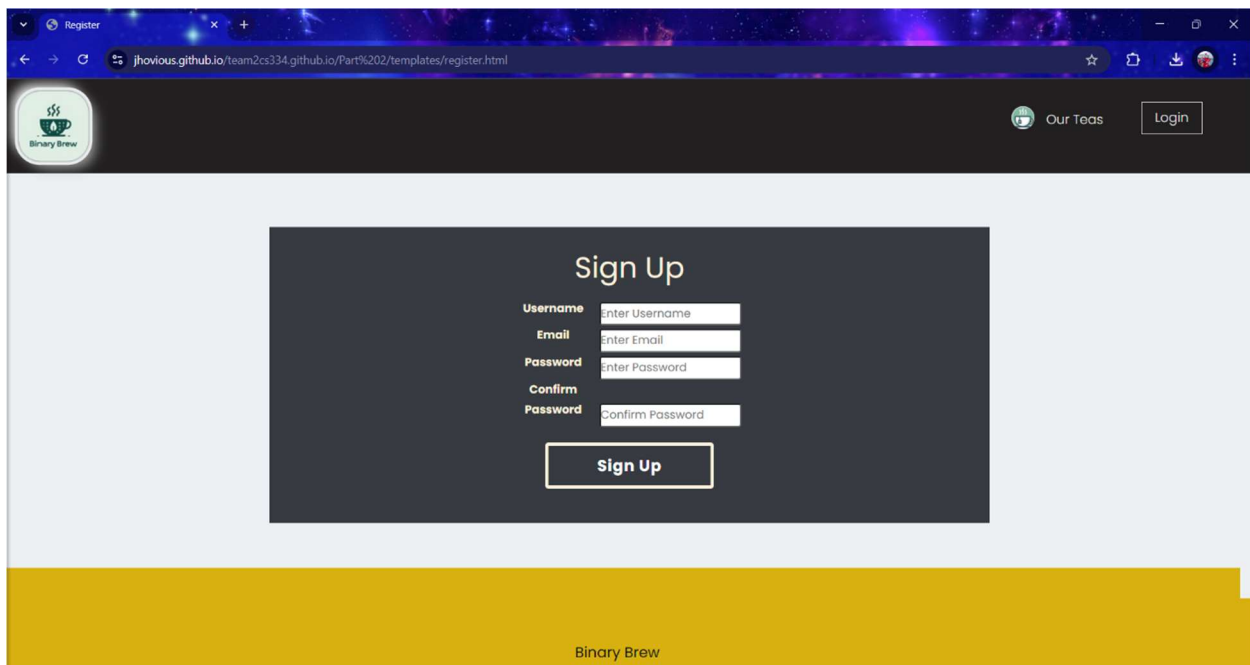 Register
jhovious.github.io/team2cs334.github.io/Part%202/templates/register.html
Binary Brew
Our Teas
Login
Sign Up
Username
Enter Username
Email
Enter Email
Password
Enter Password
Confirm
Password
Confirm Password
Sign Up
Binary Brew